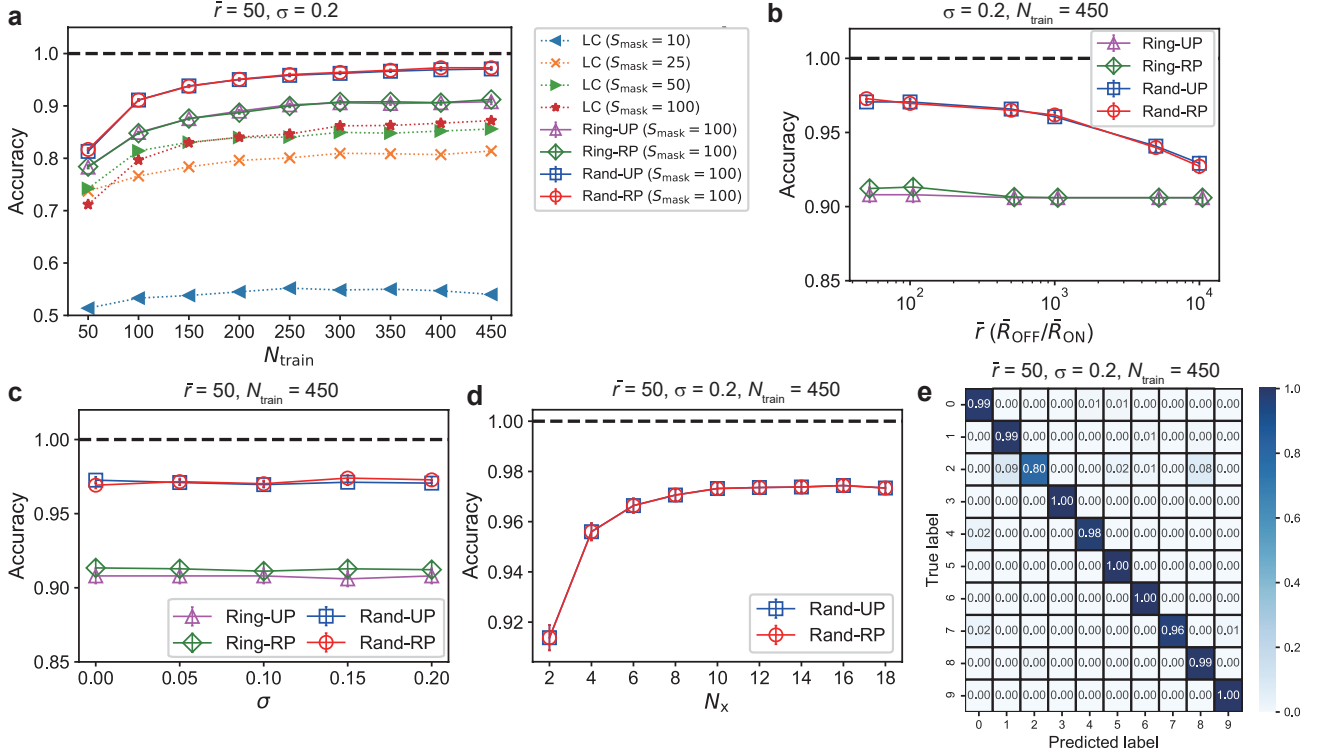 a
r̄ = 50, σ = 0.2
Accuracy
1.0
0.9
0.8
0.7
0.6
0.5
50 100 150 200 250 300 350 400 450
N_train
LC (S_mask = 10)
LC (S_mask = 25)
LC (S_mask = 50)
LC (S_mask = 100)
Ring-UP (S_mask = 100)
Ring-RP (S_mask = 100)
Rand-UP (S_mask = 100)
Rand-RP (S_mask = 100)
b
σ = 0.2, N_train = 450
Accuracy
1.00
0.95
0.90
0.85
10² 10³ 10⁴
r̄ (R̄_OFF/R̄_ON)
Ring-UP
Ring-RP
Rand-UP
Rand-RP
c
r̄ = 50, N_train = 450
Accuracy
1.00
0.95
0.90
0.85
0.00 0.05 0.10 0.15 0.20
σ
Ring-UP Rand-UP
Ring-RP Rand-RP
d
r̄ = 50, σ = 0.2, N_train = 450
Accuracy
1.00
0.98
0.96
0.94
0.92
2 4 6 8 10 12 14 16 18
N_x
Rand-UP
Rand-RP
e
r̄ = 50, σ = 0.2, N_train = 450
True label
0 0.99 0.00 0.00 0.00 0.01 0.01 0.00 0.00 0.00 0.00
1 0.00 0.99 0.00 0.00 0.00 0.00 0.01 0.00 0.00 0.00
2 0.00 0.09 0.80 0.00 0.00 0.02 0.01 0.00 0.08 0.00
3 0.00 0.00 0.00 1.00 0.00 0.00 0.00 0.00 0.00 0.00
4 0.02 0.00 0.00 0.00 0.98 0.00 0.00 0.00 0.00 0.00
5 0.00 0.00 0.00 0.00 0.00 1.00 0.00 0.00 0.00 0.00
6 0.00 0.00 0.00 0.00 0.00 0.00 1.00 0.00 0.00 0.00
7 0.02 0.00 0.00 0.00 0.00 0.00 0.00 0.96 0.00 0.01
8 0.00 0.00 0.00 0.00 0.00 0.00 0.00 0.00 0.99 0.00
9 0.00 0.00 0.00 0.00 0.00 0.00 0.00 0.00 0.00 1.00
0 1 2 3 4 5 6 7 8 9
Predicted label
1.0
0.8
0.6
0.4
0.2
0.0